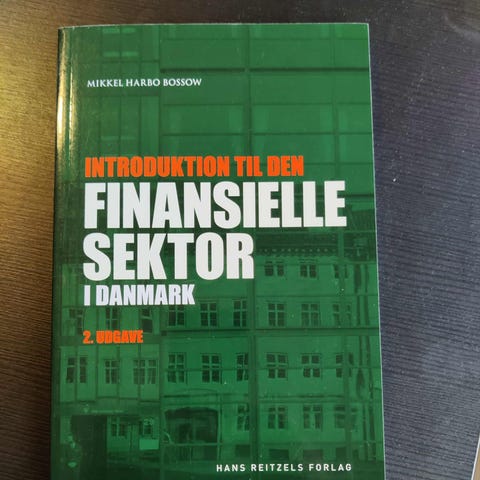 MIKKEL HARBO BOSSOW
INTRODUKTION TIL DEN
FINANSIELLE
SEKTOR
I DANMARK
2. UDGAVE
HANS REITZELS FORLAG